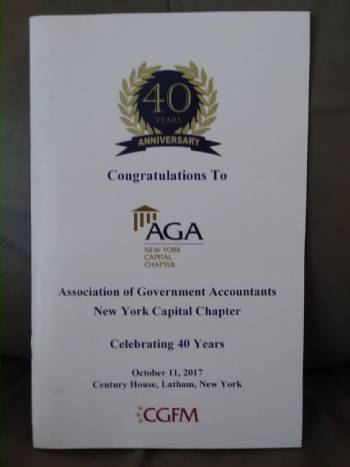 40
YEARS
ANNIVERSARY
Congratulations To
AGA
NEW YORK
CAPITAL
CHAPTER
Association of Government Accountants
New York Capital Chapter
Celebrating 40 Years
October 11, 2017
Century House, Latham, New York
CGFM